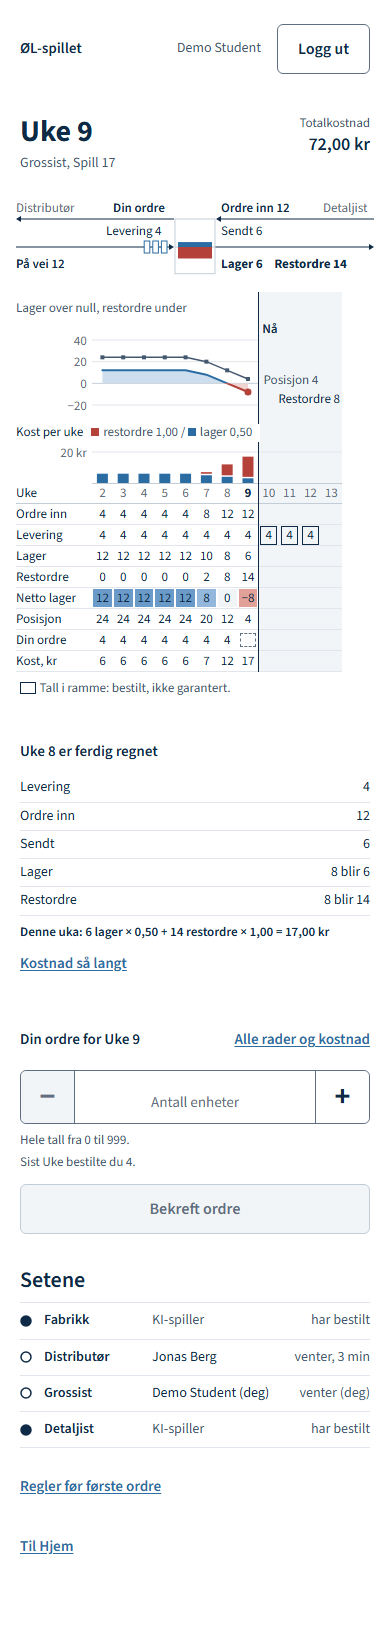 ØL-spillet Demo Student Logg ut
Uke 9 Totalkostnad
72,00 kr
Grossist, Spill 17
Distributør Din ordre Ordre inn 12 Detaljist
Levering 4 Sendt 6
På vei 12 Lager 6 Restordre 14
Lager over null, restordre under
Nå
40
20
0
−20
Posisjon 4
Restordre 8
Kost per uke restordre 1,00 / lager 0,50
20 kr
Uke 2 3 4 5 6 7 8 9 10 11 12 13
Ordre inn 4 4 4 4 4 8 12 12
Levering 4 4 4 4 4 4 4 4 4 4 4
Lager 12 12 12 12 12 10 8 6
Restordre 0 0 0 0 0 2 8 14
Netto lager 12 12 12 12 12 8 0 −8
Posisjon 24 24 24 24 24 20 12 4
Din ordre 4 4 4 4 4 4 4
Kost, kr 6 6 6 6 6 7 12 17
Tall i ramme: bestilt, ikke garantert.
Uke 8 er ferdig regnet
Levering 4
Ordre inn 12
Sendt 6
Lager 8 blir 6
Restordre 8 blir 14
Denne uka: 6 lager × 0,50 + 14 restordre × 1,00 = 17,00 kr
Kostnad så langt
Din ordre for Uke 9 Alle rader og kostnad
− Antall enheter +
Hele tall fra 0 til 999.
Sist Uke bestilte du 4.
Bekreft ordre
Setene
Fabrikk KI-spiller har bestilt
Distributør Jonas Berg venter, 3 min
Grossist Demo Student (deg) venter (deg)
Detaljist KI-spiller har bestilt
Regler før første ordre
Til Hjem